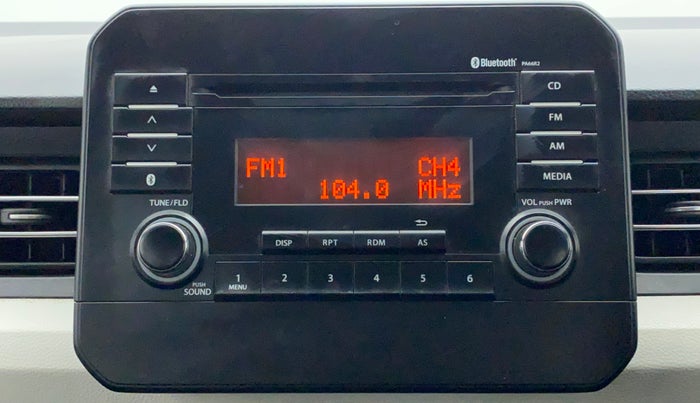 Bluetooth PA66R2
CD
FM
AM
MEDIA
FM1 CH4
104.0 MHz
TUNE/FLD
VOL PUSH PWR
DISP RPT RDM AS
PUSH SOUND
1 MENU 2 3 4 5 6